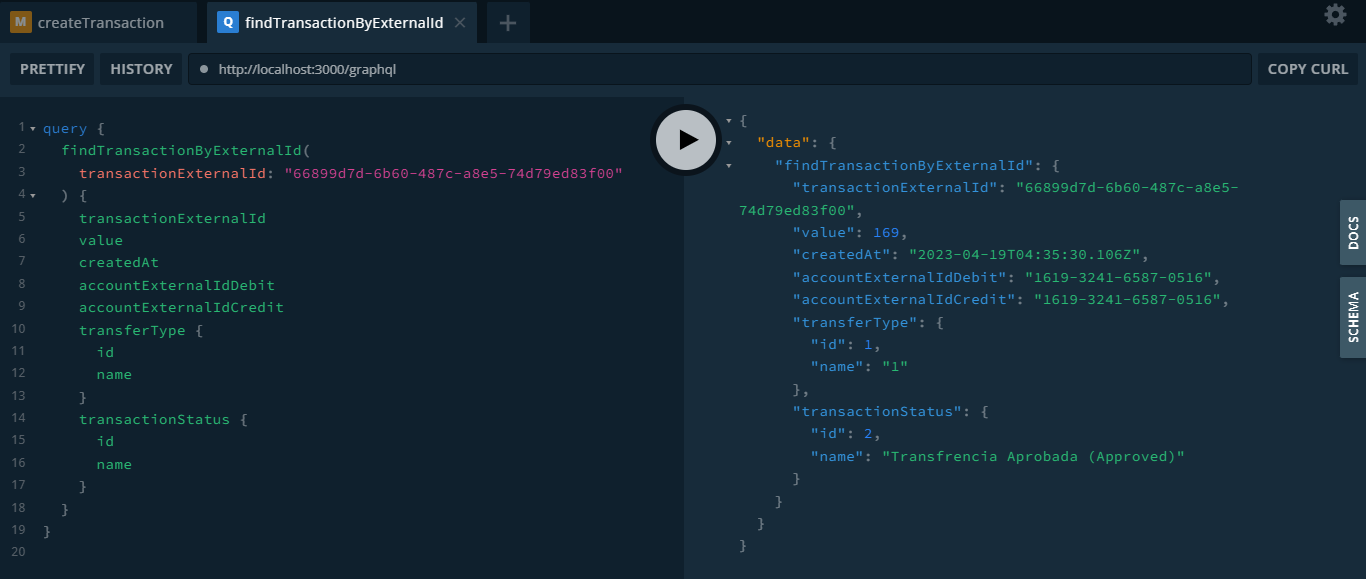 M createTransaction
Q findTransactionByExternalId
PRETTIFY HISTORY http://localhost:3000/graphql COPY CURL
1 query {
2 findTransactionByExternalId(
3 transactionExternalId: "66899d7d-6b60-487c-a8e5-74d79ed83f00"
4 ) {
5 transactionExternalId
6 value
7 createdAt
8 accountExternalIdDebit
9 accountExternalIdCredit
10 transferType {
11 id
12 name
13 }
14 transactionStatus {
15 id
16 name
17 }
18 }
19 }
20
{
"data": {
"findTransactionByExternalId": {
"transactionExternalId": "66899d7d-6b60-487c-a8e5-
74d79ed83f00",
"value": 169,
"createdAt": "2023-04-19T04:35:30.106Z",
"accountExternalIdDebit": "1619-3241-6587-0516",
"accountExternalIdCredit": "1619-3241-6587-0516",
"transferType": {
"id": 1,
"name": "1"
},
"transactionStatus": {
"id": 2,
"name": "Transfrencia Aprobada (Approved)"
}
}
}
}
DOCS
SCHEMA